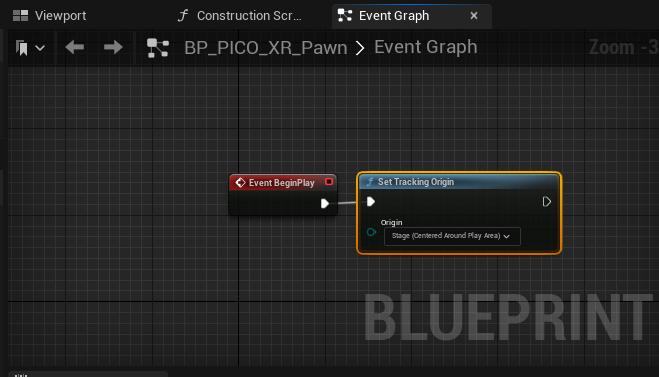 Viewport
Construction Scr...
Event Graph
BP_PICO_XR_Pawn > Event Graph
Zoom -3
Event BeginPlay
Set Tracking Origin
Origin
Stage (Centered Around Play Area)
BLUEPRINT